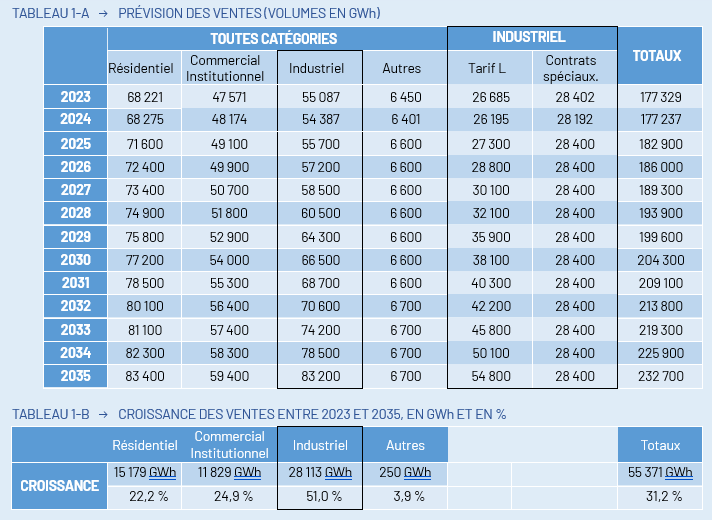 TABLEAU 1-A → PRÉVISION DES VENTES (VOLUMES EN GWh)
TOUTES CATÉGORIES INDUSTRIEL TOTAUX
Résidentiel Commercial Institutionnel Industriel Autres Tarif L Contrats spéciaux.
2023 68 221 47 571 55 087 6 450 26 685 28 402 177 329
2024 68 275 48 174 54 387 6 401 26 195 28 192 177 237
2025 71 600 49 100 55 700 6 600 27 300 28 400 182 900
2026 72 400 49 900 57 200 6 600 28 800 28 400 186 000
2027 73 400 50 700 58 500 6 600 30 100 28 400 189 300
2028 74 900 51 800 60 500 6 600 32 100 28 400 193 900
2029 75 800 52 900 64 300 6 600 35 900 28 400 199 600
2030 77 200 54 000 66 500 6 600 38 100 28 400 204 300
2031 78 500 55 300 68 700 6 600 40 300 28 400 209 100
2032 80 100 56 400 70 600 6 700 42 200 28 400 213 800
2033 81 100 57 400 74 200 6 700 45 800 28 400 219 300
2034 82 300 58 300 78 500 6 700 50 100 28 400 225 900
2035 83 400 59 400 83 200 6 700 54 800 28 400 232 700
TABLEAU 1-B → CROISSANCE DES VENTES ENTRE 2023 ET 2035, EN GWh ET EN %
Résidentiel Commercial Institutionnel Industriel Autres Totaux
CROISSANCE 15 179 GWh 11 829 GWh 28 113 GWh 250 GWh 55 371 GWh
22,2 % 24,9 % 51,0 % 3,9 % 31,2 %